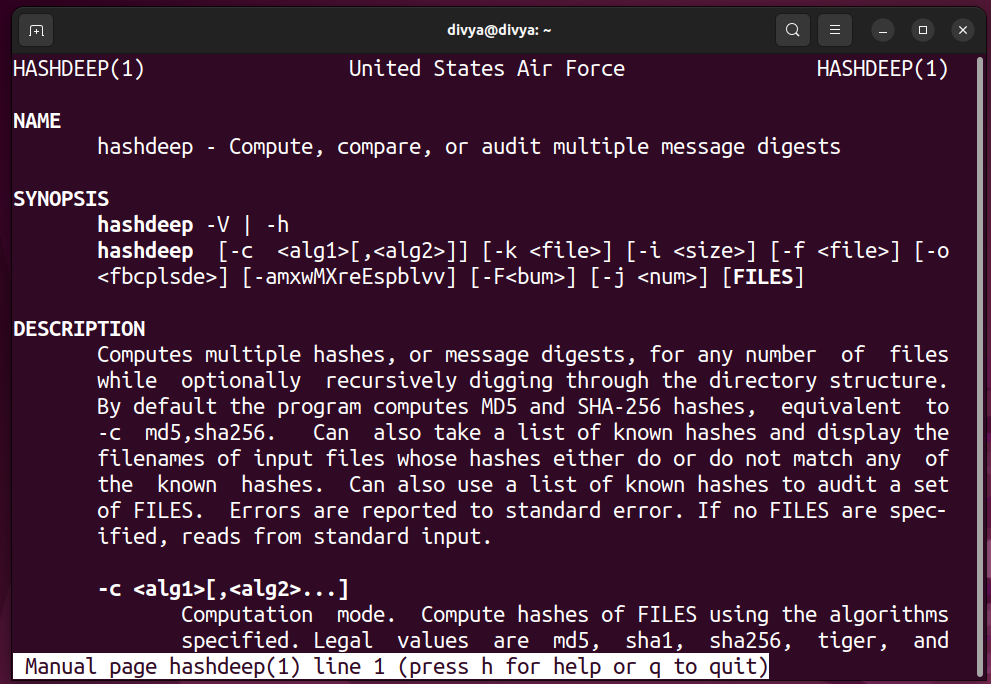 divya@divya: ~
HASHDEEP(1) United States Air Force HASHDEEP(1)
NAME
hashdeep - Compute, compare, or audit multiple message digests
SYNOPSIS
hashdeep -V | -h
hashdeep [-c <alg1>[,<alg2>]] [-k <file>] [-i <size>] [-f <file>] [-o
<fbcplsde>] [-amxwMXreEspblvv] [-F<bum>] [-j <num>] [FILES]
DESCRIPTION
Computes multiple hashes, or message digests, for any number of files
while optionally recursively digging through the directory structure.
By default the program computes MD5 and SHA-256 hashes, equivalent to
-c md5,sha256. Can also take a list of known hashes and display the
filenames of input files whose hashes either do or do not match any of
the known hashes. Can also use a list of known hashes to audit a set
of FILES. Errors are reported to standard error. If no FILES are spec-
ified, reads from standard input.
-c <alg1>[,<alg2>...]
Computation mode. Compute hashes of FILES using the algorithms
specified. Legal values are md5, sha1, sha256, tiger, and
Manual page hashdeep(1) line 1 (press h for help or q to quit)